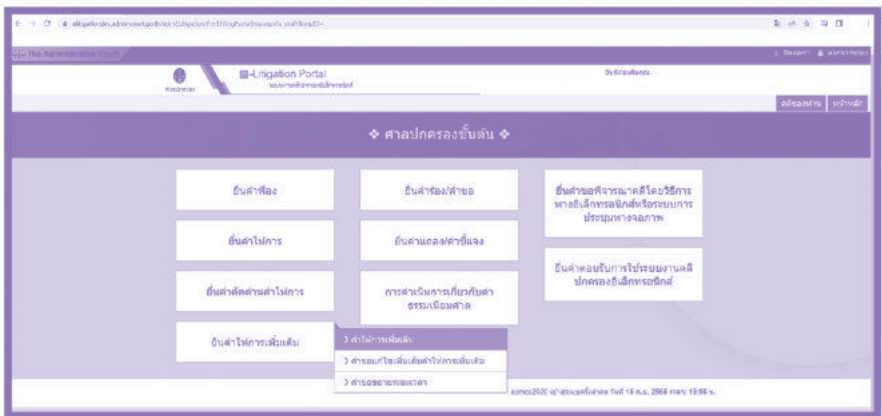 The Administrative Court
e-Litigation Portal
คดีของท่าน หน้าหลัก
❖ ศาลปกครองชั้นต้น ❖
ยื่นคำฟ้อง
ยื่นคำให้การ
ยื่นคำคัดค้านคำให้การ
ยื่นคำให้การเพิ่มเติม
ยื่นคำร้อง/คำขอ
ยื่นคำแถลง/คำชี้แจง
การดำเนินการเกี่ยวกับค่า
ธรรมเนียมศาล
ยื่นคำขอพิจารณาคดีโดยวิธีการ
ทางอิเล็กทรอนิกส์หรือระบบการ
ประชุมทางจอภาพ
ยื่นคำตอบรับการใช้ระบบงานคดี
ปกครองอิเล็กทรอนิกส์
คำให้การเพิ่มเติม
คำขอแก้ไขเพิ่มเติมคำให้การเพิ่มเติม
คำขอขยายระยะเวลา